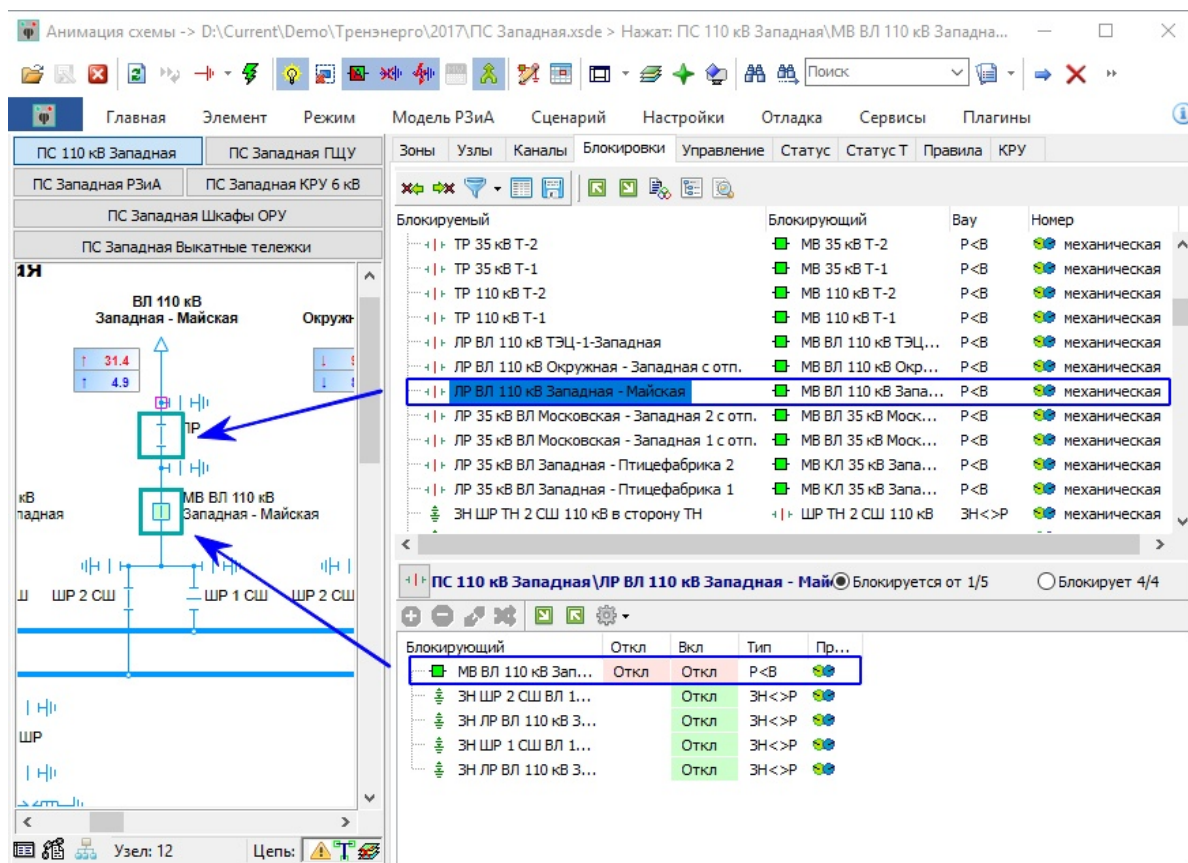 Анимация схемы -> D:\Current\Demo\Тренэнерго\2017\ПС Западная.xsde > Нажат: ПС 110 кВ Западная\МВ ВЛ 110 кВ Западна...
Поиск
Главная Элемент Режим Модель РЗиА Сценарий Настройки Отладка Сервисы Плагины
ПС 110 кВ Западная ПС Западная ПЩУ
ПС Западная РЗиА ПС Западная КРУ 6 кВ
ПС Западная Шкафы ОРУ
ПС Западная Выкатные тележки
ВЛ 110 кВ
Западная - Майская Окруж
31.4
4.9
ЛР
кВ МВ ВЛ 110 кВ
падная Западная - Майская
Ш ШР 2 СШ ШР 1 СШ ШР 2 СШ
ШР
Узел: 12 Цепь:
Зоны Узлы Каналы Блокировки Управление Статус Статус Т Правила КРУ
Блокируемый Блокирующий Вау Номер
ТР 35 кВ Т-2 МВ 35 кВ Т-2 Р<В механическая
ТР 35 кВ Т-1 МВ 35 кВ Т-1 Р<В механическая
ТР 110 кВ Т-2 МВ 110 кВ Т-2 Р<В механическая
ТР 110 кВ Т-1 МВ 110 кВ Т-1 Р<В механическая
ЛР ВЛ 110 кВ ТЭЦ-1-Западная МВ ВЛ 110 кВ ТЭЦ... Р<В механическая
ЛР ВЛ 110 кВ Окружная - Западная с отп. МВ ВЛ 110 кВ Окр... Р<В механическая
ЛР ВЛ 110 кВ Западная - Майская МВ ВЛ 110 кВ Запа... Р<В механическая
ЛР 35 кВ ВЛ Московская - Западная 2 с отп. МВ ВЛ 35 кВ Моск... Р<В механическая
ЛР 35 кВ ВЛ Московская - Западная 1 с отп. МВ ВЛ 35 кВ Моск... Р<В механическая
ЛР 35 кВ ВЛ Западная - Птицефабрика 2 МВ КЛ 35 кВ Запа... Р<В механическая
ЛР 35 кВ ВЛ Западная - Птицефабрика 1 МВ КЛ 35 кВ Запа... Р<В механическая
ЗН ШР ТН 2 СШ 110 кВ в сторону ТН ШР ТН 2 СШ 110 кВ ЗН<>Р механическая
ПС 110 кВ Западная\ЛР ВЛ 110 кВ Западная - Май Блокируется от 1/5 Блокирует 4/4
Блокирующий Откл Вкл Тип Пр...
МВ ВЛ 110 кВ Зап... Откл Откл Р<В
ЗН ШР 2 СШ ВЛ 1... Откл ЗН<>Р
ЗН ЛР ВЛ 110 кВ З... Откл ЗН<>Р
ЗН ШР 1 СШ ВЛ 1... Откл ЗН<>Р
ЗН ЛР ВЛ 110 кВ З... Откл ЗН<>Р